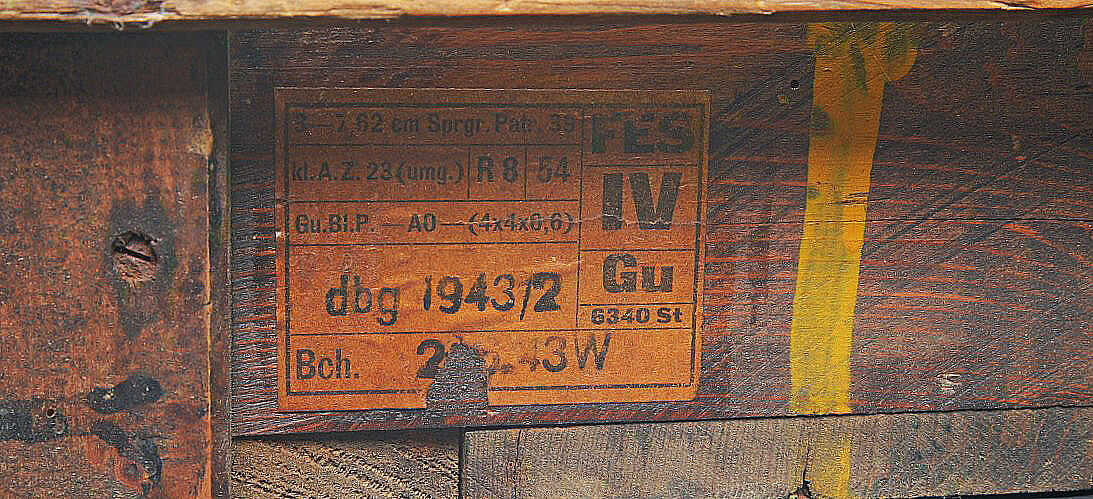 3—7,62 cm Sprgr. Patr. 39
kl. A. Z. 23 (umg.) R 8 54
Gu.Bl.P. — A0 — (4x4x0,6)
dbg 1943/2
Bch. 43W
FES
IV
Gu
6340 St